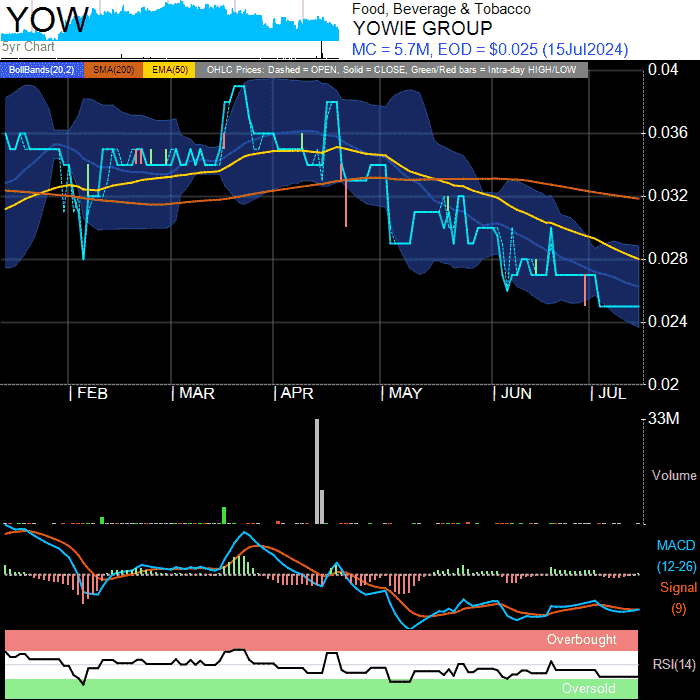 YOW
5yr Chart
Food, Beverage & Tobacco
YOWIE GROUP
MC = 5.7M, EOD = $0.025 (15Jul2024)
BollBands(20,2) SMA(200) EMA(50) OHLC Prices: Dashed = OPEN, Solid = CLOSE, Green/Red bars = Intra-day HIGH/LOW
0.04
0.036
0.032
0.028
0.024
0.02
FEB MAR APR MAY JUN JUL
33M
Volume
MACD
(12-26)
Signal
(9)
Overbought
RSI(14)
Oversold